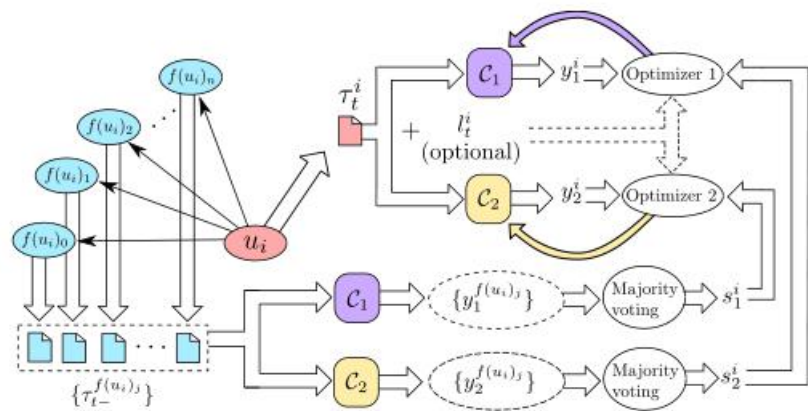 f(u_i)_n
f(u_i)_2
f(u_i)_1
f(u_i)_0
u_i
τ_t^i
+
l_t^i
(optional)
C_1
y_1^i
Optimizer 1
C_2
y_2^i
Optimizer 2
C_1
{y_1^{f(u_i)_j}}
Majority
voting
s_1^i
C_2
{y_2^{f(u_i)_j}}
Majority
voting
s_2^i
{τ_{t-}^{f(u_i)_j}}